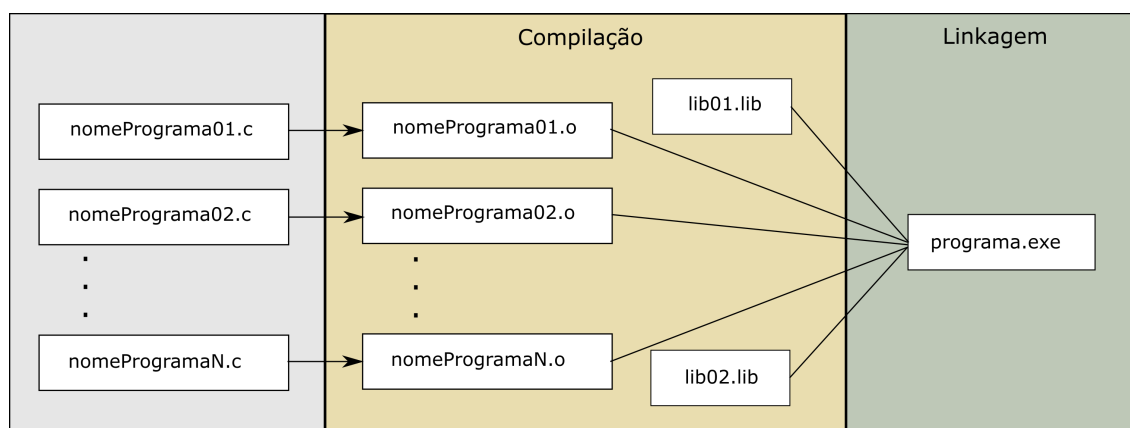 Compilação
Linkagem
nomePrograma01.c
nomePrograma01.o
lib01.lib
nomePrograma02.c
nomePrograma02.o
programa.exe
nomeProgramaN.c
nomeProgramaN.o
lib02.lib